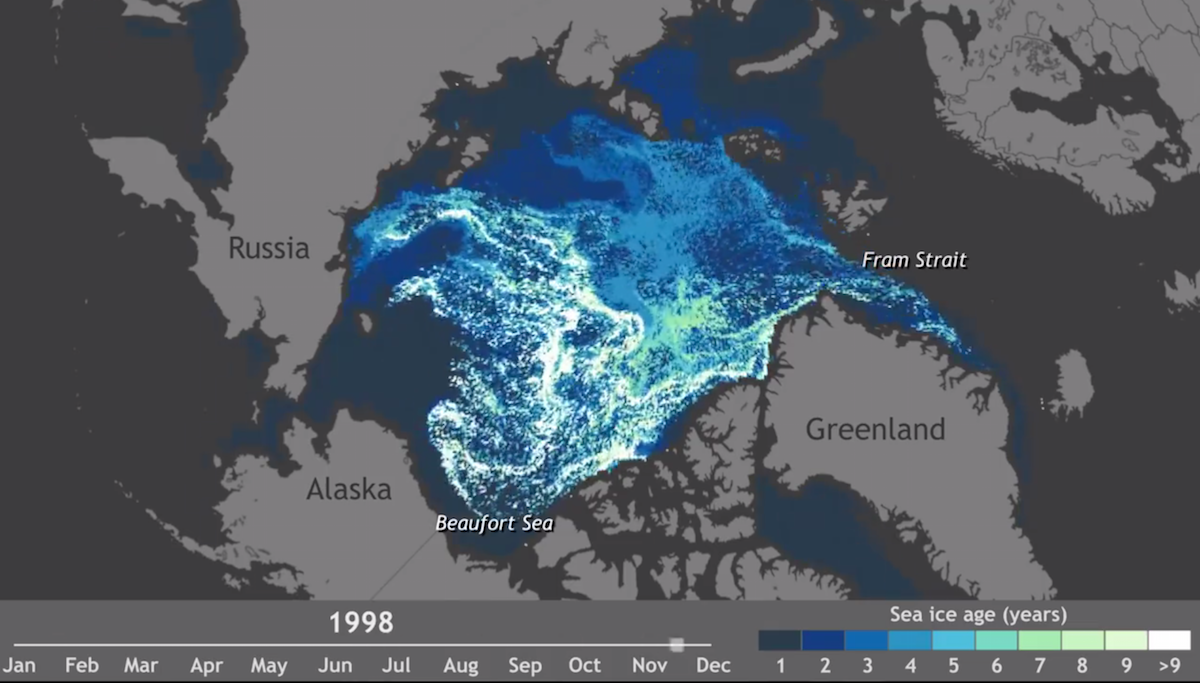 Russia
Fram Strait
Greenland
Alaska
Beaufort Sea
1998
Jan Feb Mar Apr May Jun Jul Aug Sep Oct Nov Dec
Sea ice age (years)
1 2 3 4 5 6 7 8 9 >9